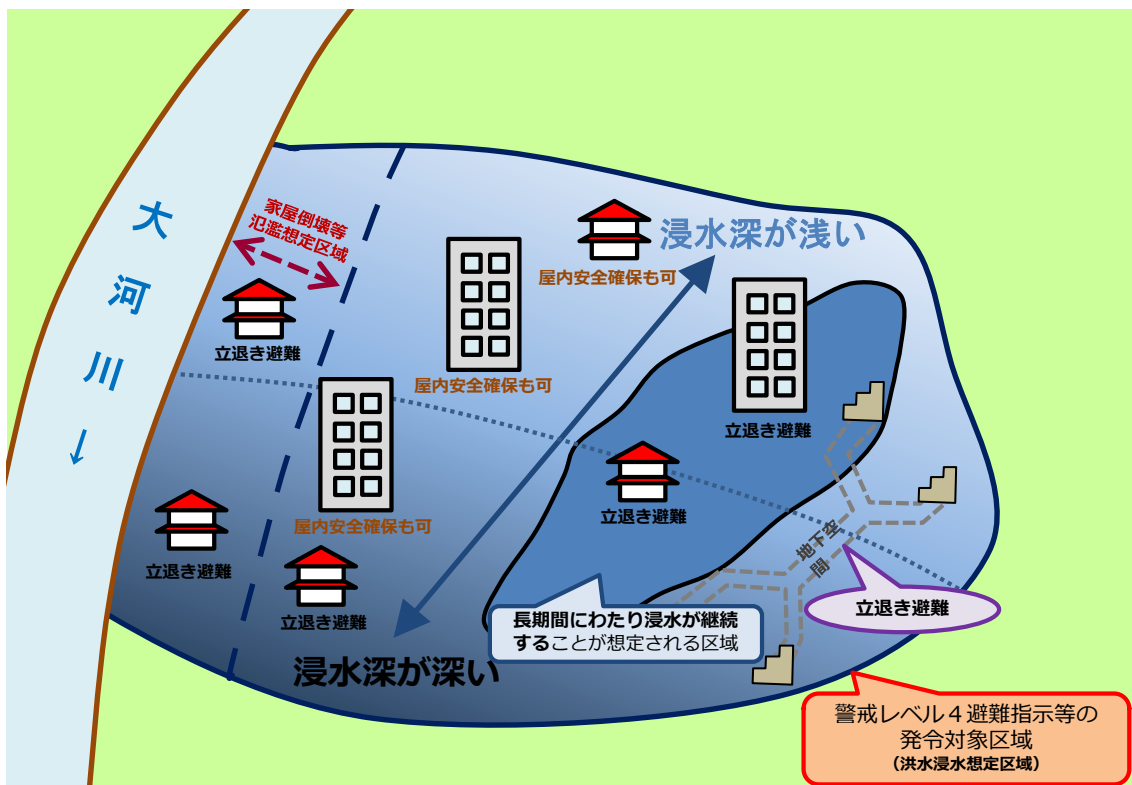 大河川↓
家屋倒壊等
氾濫想定区域
立退き避難
屋内安全確保も可
屋内安全確保も可
浸水深が浅い
立退き避難
屋内安全確保も可
立退き避難
立退き避難
立退き避難
浸水深が深い
長期間にわたり浸水が継続
することが想定される区域
地下空
間
立退き避難
警戒レベル４避難指示等の
発令対象区域
（洪水浸水想定区域）